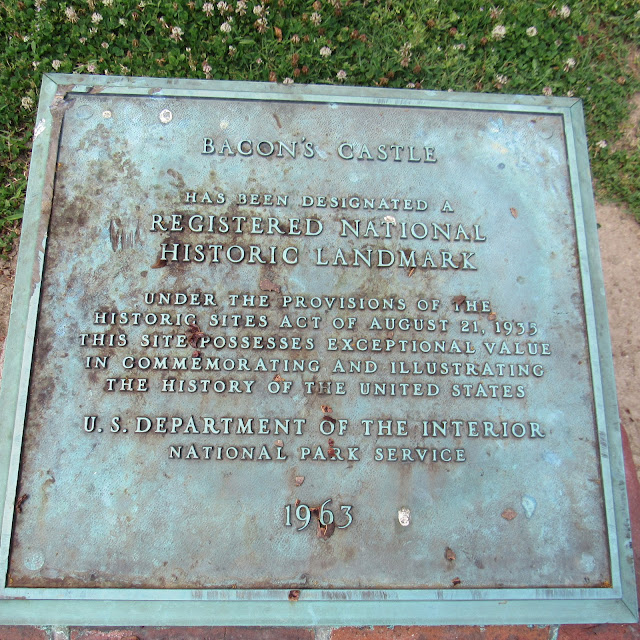 BACON'S CASTLE
HAS BEEN DESIGNATED A
REGISTERED NATIONAL
HISTORIC LANDMARK
UNDER THE PROVISIONS OF THE
HISTORIC SITES ACT OF AUGUST 21, 1935
THIS SITE POSSESSES EXCEPTIONAL VALUE
IN COMMEMORATING AND ILLUSTRATING
THE HISTORY OF THE UNITED STATES
U. S. DEPARTMENT OF THE INTERIOR
NATIONAL PARK SERVICE
1963